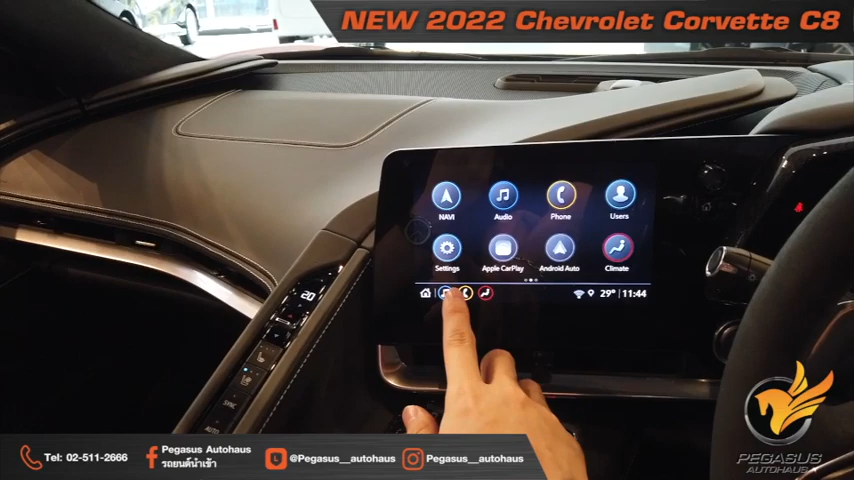 NEW 2022 Chevrolet Corvette C8
NAVI
Audio
Phone
Users
Settings
Apple CarPlay
Android Auto
Climate
29° 11:44
20
SYNC
AUTO
Tel: 02-511-2666
Pegasus Autohaus
รถยนต์นำเข้า
@Pegasus__autohaus
Pegasus__autohaus
PEGASUS
AUTOHAUS